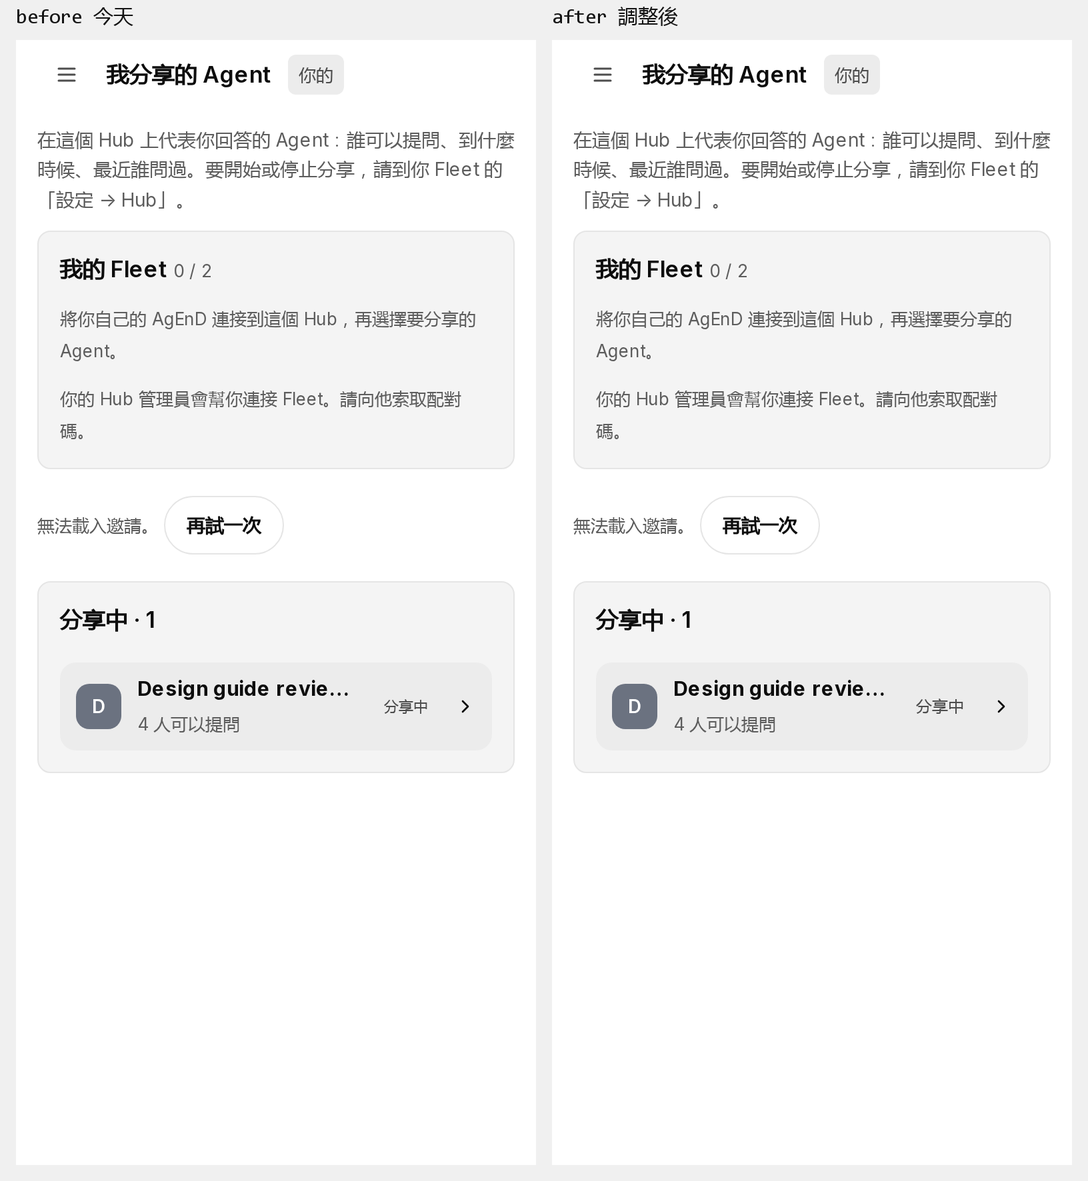 before 今天
我分享的 Agent 你的
在這個 Hub 上代表你回答的 Agent：誰可以提問、到什麼
時候、最近誰問過。要開始或停止分享，請到你 Fleet 的
「設定 → Hub」。
我的 Fleet 0 / 2
將你自己的 AgEnD 連接到這個 Hub，再選擇要分享的
Agent。
你的 Hub 管理員會幫你連接 Fleet。請向他索取配對
碼。
無法載入邀請。 再試一次
分享中 · 1
D
Design guide revie…
4 人可以提問
分享中
after 調整後
我分享的 Agent 你的
在這個 Hub 上代表你回答的 Agent：誰可以提問、到什麼
時候、最近誰問過。要開始或停止分享，請到你 Fleet 的
「設定 → Hub」。
我的 Fleet 0 / 2
將你自己的 AgEnD 連接到這個 Hub，再選擇要分享的
Agent。
你的 Hub 管理員會幫你連接 Fleet。請向他索取配對
碼。
無法載入邀請。 再試一次
分享中 · 1
D
Design guide revie…
4 人可以提問
分享中